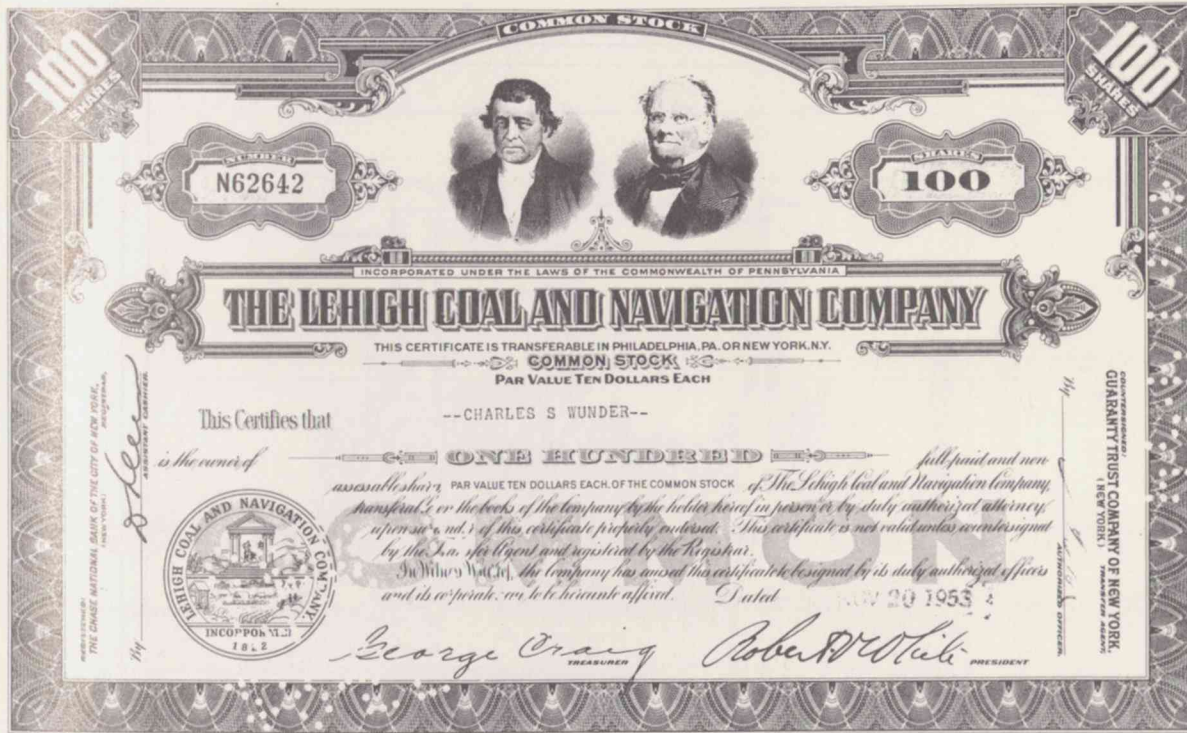 COMMON STOCK
100
SHARES
100
SHARES
NUMBER
N62642
SHARES
100
INCORPORATED UNDER THE LAWS OF THE COMMONWEALTH OF PENNSYLVANIA
THE LEHIGH COAL AND NAVIGATION COMPANY
THIS CERTIFICATE IS TRANSFERABLE IN PHILADELPHIA, PA. OR NEW YORK, N.Y.
COMMON STOCK
PAR VALUE TEN DOLLARS EACH
This Certifies that --CHARLES S WUNDER--
is the owner of ONE HUNDRED full-paid and non-
assessable shares PAR VALUE TEN DOLLARS EACH, OF THE COMMON STOCK of The Lehigh Coal and Navigation Company,
transferable on the books of the Company by the holder hereof in person or by duly authorized attorney,
upon surrender of this certificate properly endorsed. This certificate is not valid unless countersigned
by the Transfer Agent and registered by the Registrar.
In Witness Whereof, the Company has caused this certificate to be signed by its duly authorized officers
and its corporate seal to be hereunto affixed. Dated NOV 20 1953
George Craig
TREASURER
Robert V White
PRESIDENT
LEHIGH COAL AND NAVIGATION COMPANY
INCORPORATED
1822
REGISTERED:
THE CHASE NATIONAL BANK OF THE CITY OF NEW YORK,
(NEW YORK) REGISTRAR,
By
ASSISTANT CASHIER.
COUNTERSIGNED:
GUARANTY TRUST COMPANY OF NEW YORK,
(NEW YORK) TRANSFER AGENT,
By
AUTHORIZED OFFICER.